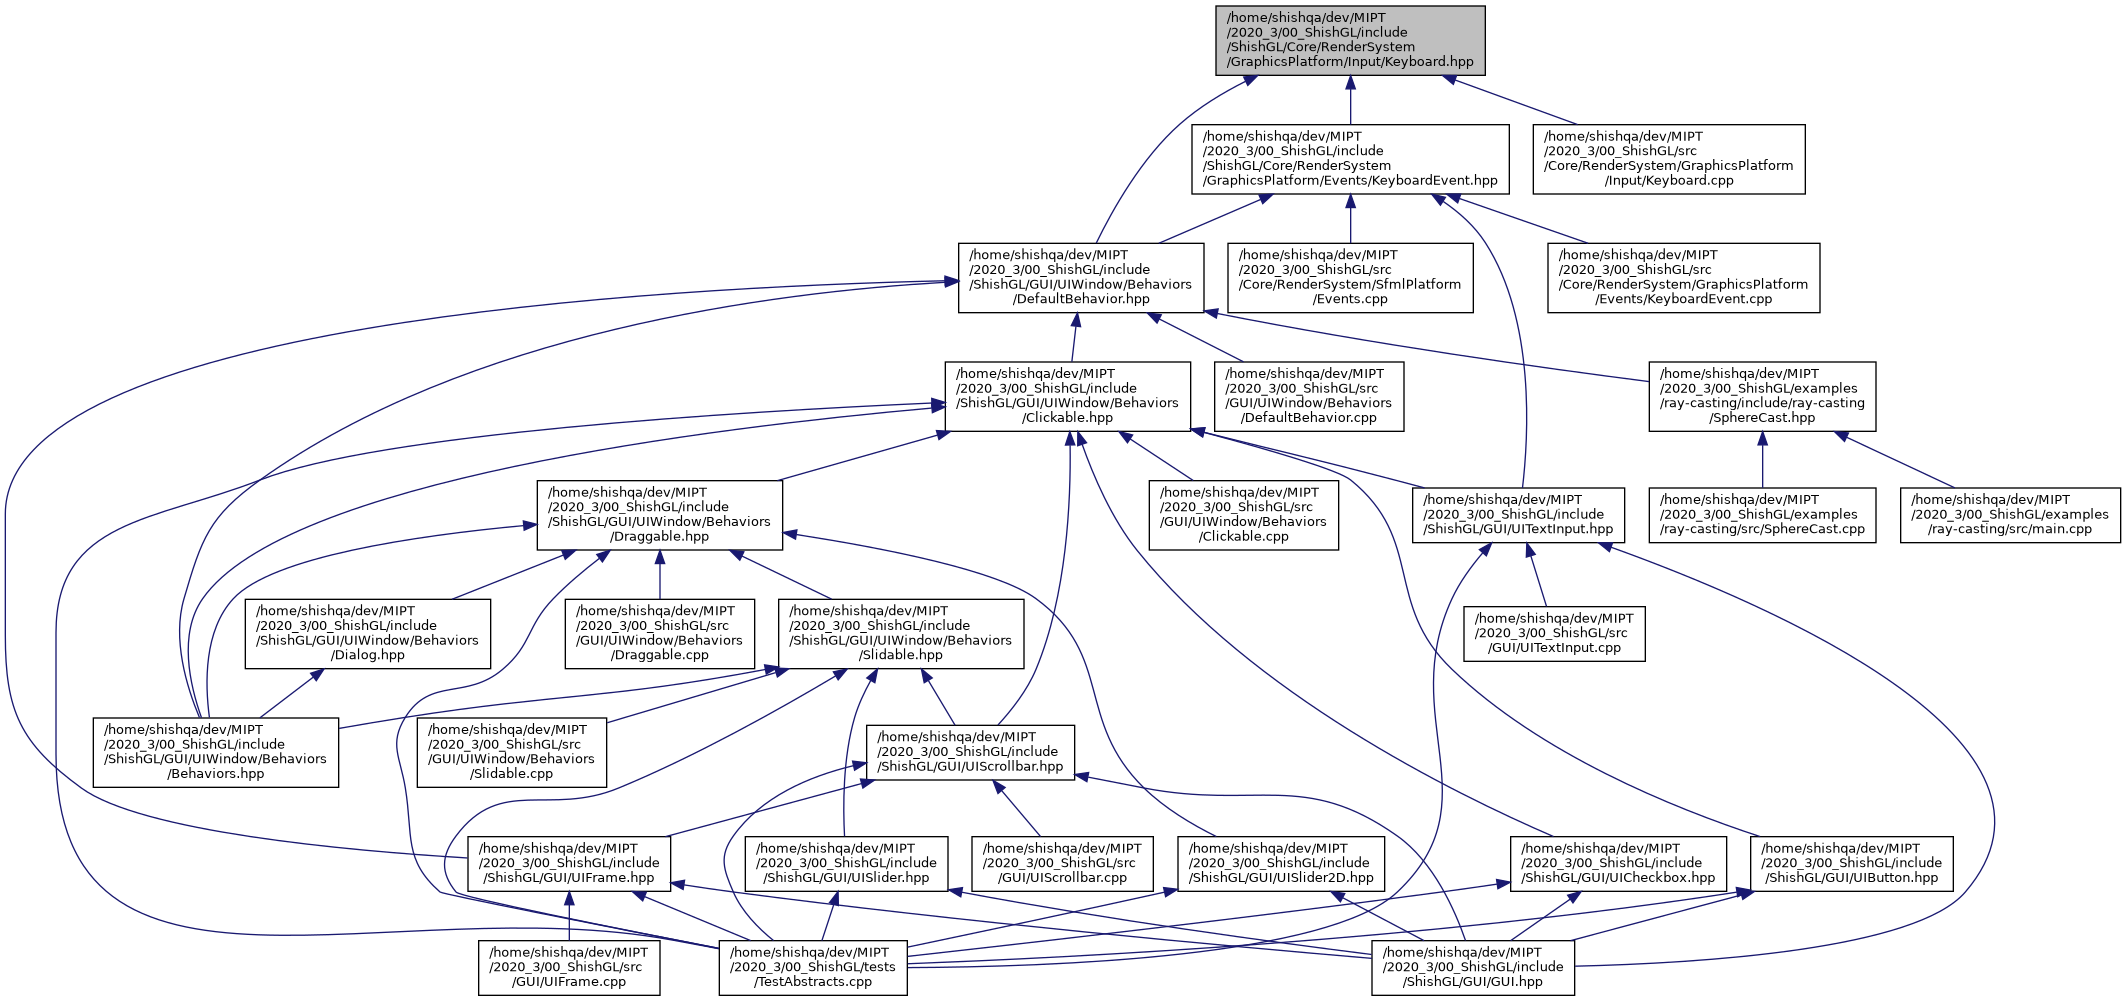 /home/shishqa/dev/MIPT
/2020_3/00_ShishGL/include
/ShishGL/Core/RenderSystem
/GraphicsPlatform/Input/Keyboard.hpp
/home/shishqa/dev/MIPT
/2020_3/00_ShishGL/include
/ShishGL/Core/RenderSystem
/GraphicsPlatform/Events/KeyboardEvent.hpp
/home/shishqa/dev/MIPT
/2020_3/00_ShishGL/src
/Core/RenderSystem/GraphicsPlatform
/Input/Keyboard.cpp
/home/shishqa/dev/MIPT
/2020_3/00_ShishGL/include
/ShishGL/GUI/UIWindow/Behaviors
/DefaultBehavior.hpp
/home/shishqa/dev/MIPT
/2020_3/00_ShishGL/src
/Core/RenderSystem/SfmlPlatform
/Events.cpp
/home/shishqa/dev/MIPT
/2020_3/00_ShishGL/src
/Core/RenderSystem/GraphicsPlatform
/Events/KeyboardEvent.cpp
/home/shishqa/dev/MIPT
/2020_3/00_ShishGL/include
/ShishGL/GUI/UIWindow/Behaviors
/Clickable.hpp
/home/shishqa/dev/MIPT
/2020_3/00_ShishGL/src
/GUI/UIWindow/Behaviors
/DefaultBehavior.cpp
/home/shishqa/dev/MIPT
/2020_3/00_ShishGL/examples
/ray-casting/include/ray-casting
/SphereCast.hpp
/home/shishqa/dev/MIPT
/2020_3/00_ShishGL/include
/ShishGL/GUI/UIWindow/Behaviors
/Draggable.hpp
/home/shishqa/dev/MIPT
/2020_3/00_ShishGL/src
/GUI/UIWindow/Behaviors
/Clickable.cpp
/home/shishqa/dev/MIPT
/2020_3/00_ShishGL/include
/ShishGL/GUI/UITextInput.hpp
/home/shishqa/dev/MIPT
/2020_3/00_ShishGL/examples
/ray-casting/src/SphereCast.cpp
/home/shishqa/dev/MIPT
/2020_3/00_ShishGL/examples
/ray-casting/src/main.cpp
/home/shishqa/dev/MIPT
/2020_3/00_ShishGL/include
/ShishGL/GUI/UIWindow/Behaviors
/Dialog.hpp
/home/shishqa/dev/MIPT
/2020_3/00_ShishGL/src
/GUI/UIWindow/Behaviors
/Draggable.cpp
/home/shishqa/dev/MIPT
/2020_3/00_ShishGL/include
/ShishGL/GUI/UIWindow/Behaviors
/Slidable.hpp
/home/shishqa/dev/MIPT
/2020_3/00_ShishGL/src
/GUI/UITextInput.cpp
/home/shishqa/dev/MIPT
/2020_3/00_ShishGL/include
/ShishGL/GUI/UIWindow/Behaviors
/Behaviors.hpp
/home/shishqa/dev/MIPT
/2020_3/00_ShishGL/src
/GUI/UIWindow/Behaviors
/Slidable.cpp
/home/shishqa/dev/MIPT
/2020_3/00_ShishGL/include
/ShishGL/GUI/UIScrollbar.hpp
/home/shishqa/dev/MIPT
/2020_3/00_ShishGL/include
/ShishGL/GUI/UIFrame.hpp
/home/shishqa/dev/MIPT
/2020_3/00_ShishGL/include
/ShishGL/GUI/UISlider.hpp
/home/shishqa/dev/MIPT
/2020_3/00_ShishGL/src
/GUI/UIScrollbar.cpp
/home/shishqa/dev/MIPT
/2020_3/00_ShishGL/include
/ShishGL/GUI/UISlider2D.hpp
/home/shishqa/dev/MIPT
/2020_3/00_ShishGL/include
/ShishGL/GUI/UICheckbox.hpp
/home/shishqa/dev/MIPT
/2020_3/00_ShishGL/include
/ShishGL/GUI/UIButton.hpp
/home/shishqa/dev/MIPT
/2020_3/00_ShishGL/src
/GUI/UIFrame.cpp
/home/shishqa/dev/MIPT
/2020_3/00_ShishGL/tests
/TestAbstracts.cpp
/home/shishqa/dev/MIPT
/2020_3/00_ShishGL/include
/ShishGL/GUI/GUI.hpp